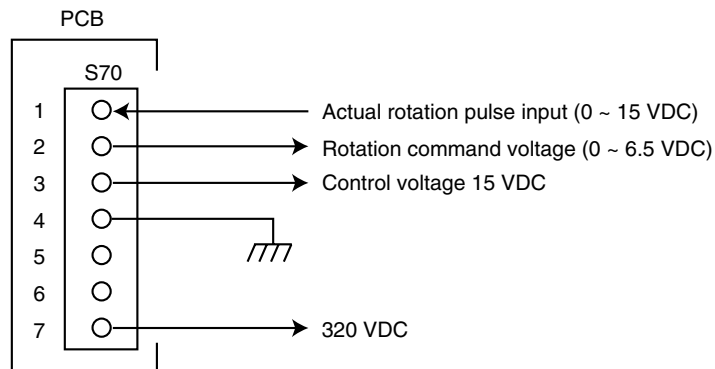 PCB
S70
1 Actual rotation pulse input (0 ~ 15 VDC)
2 Rotation command voltage (0 ~ 6.5 VDC)
3 Control voltage 15 VDC
4
5
6
7 320 VDC